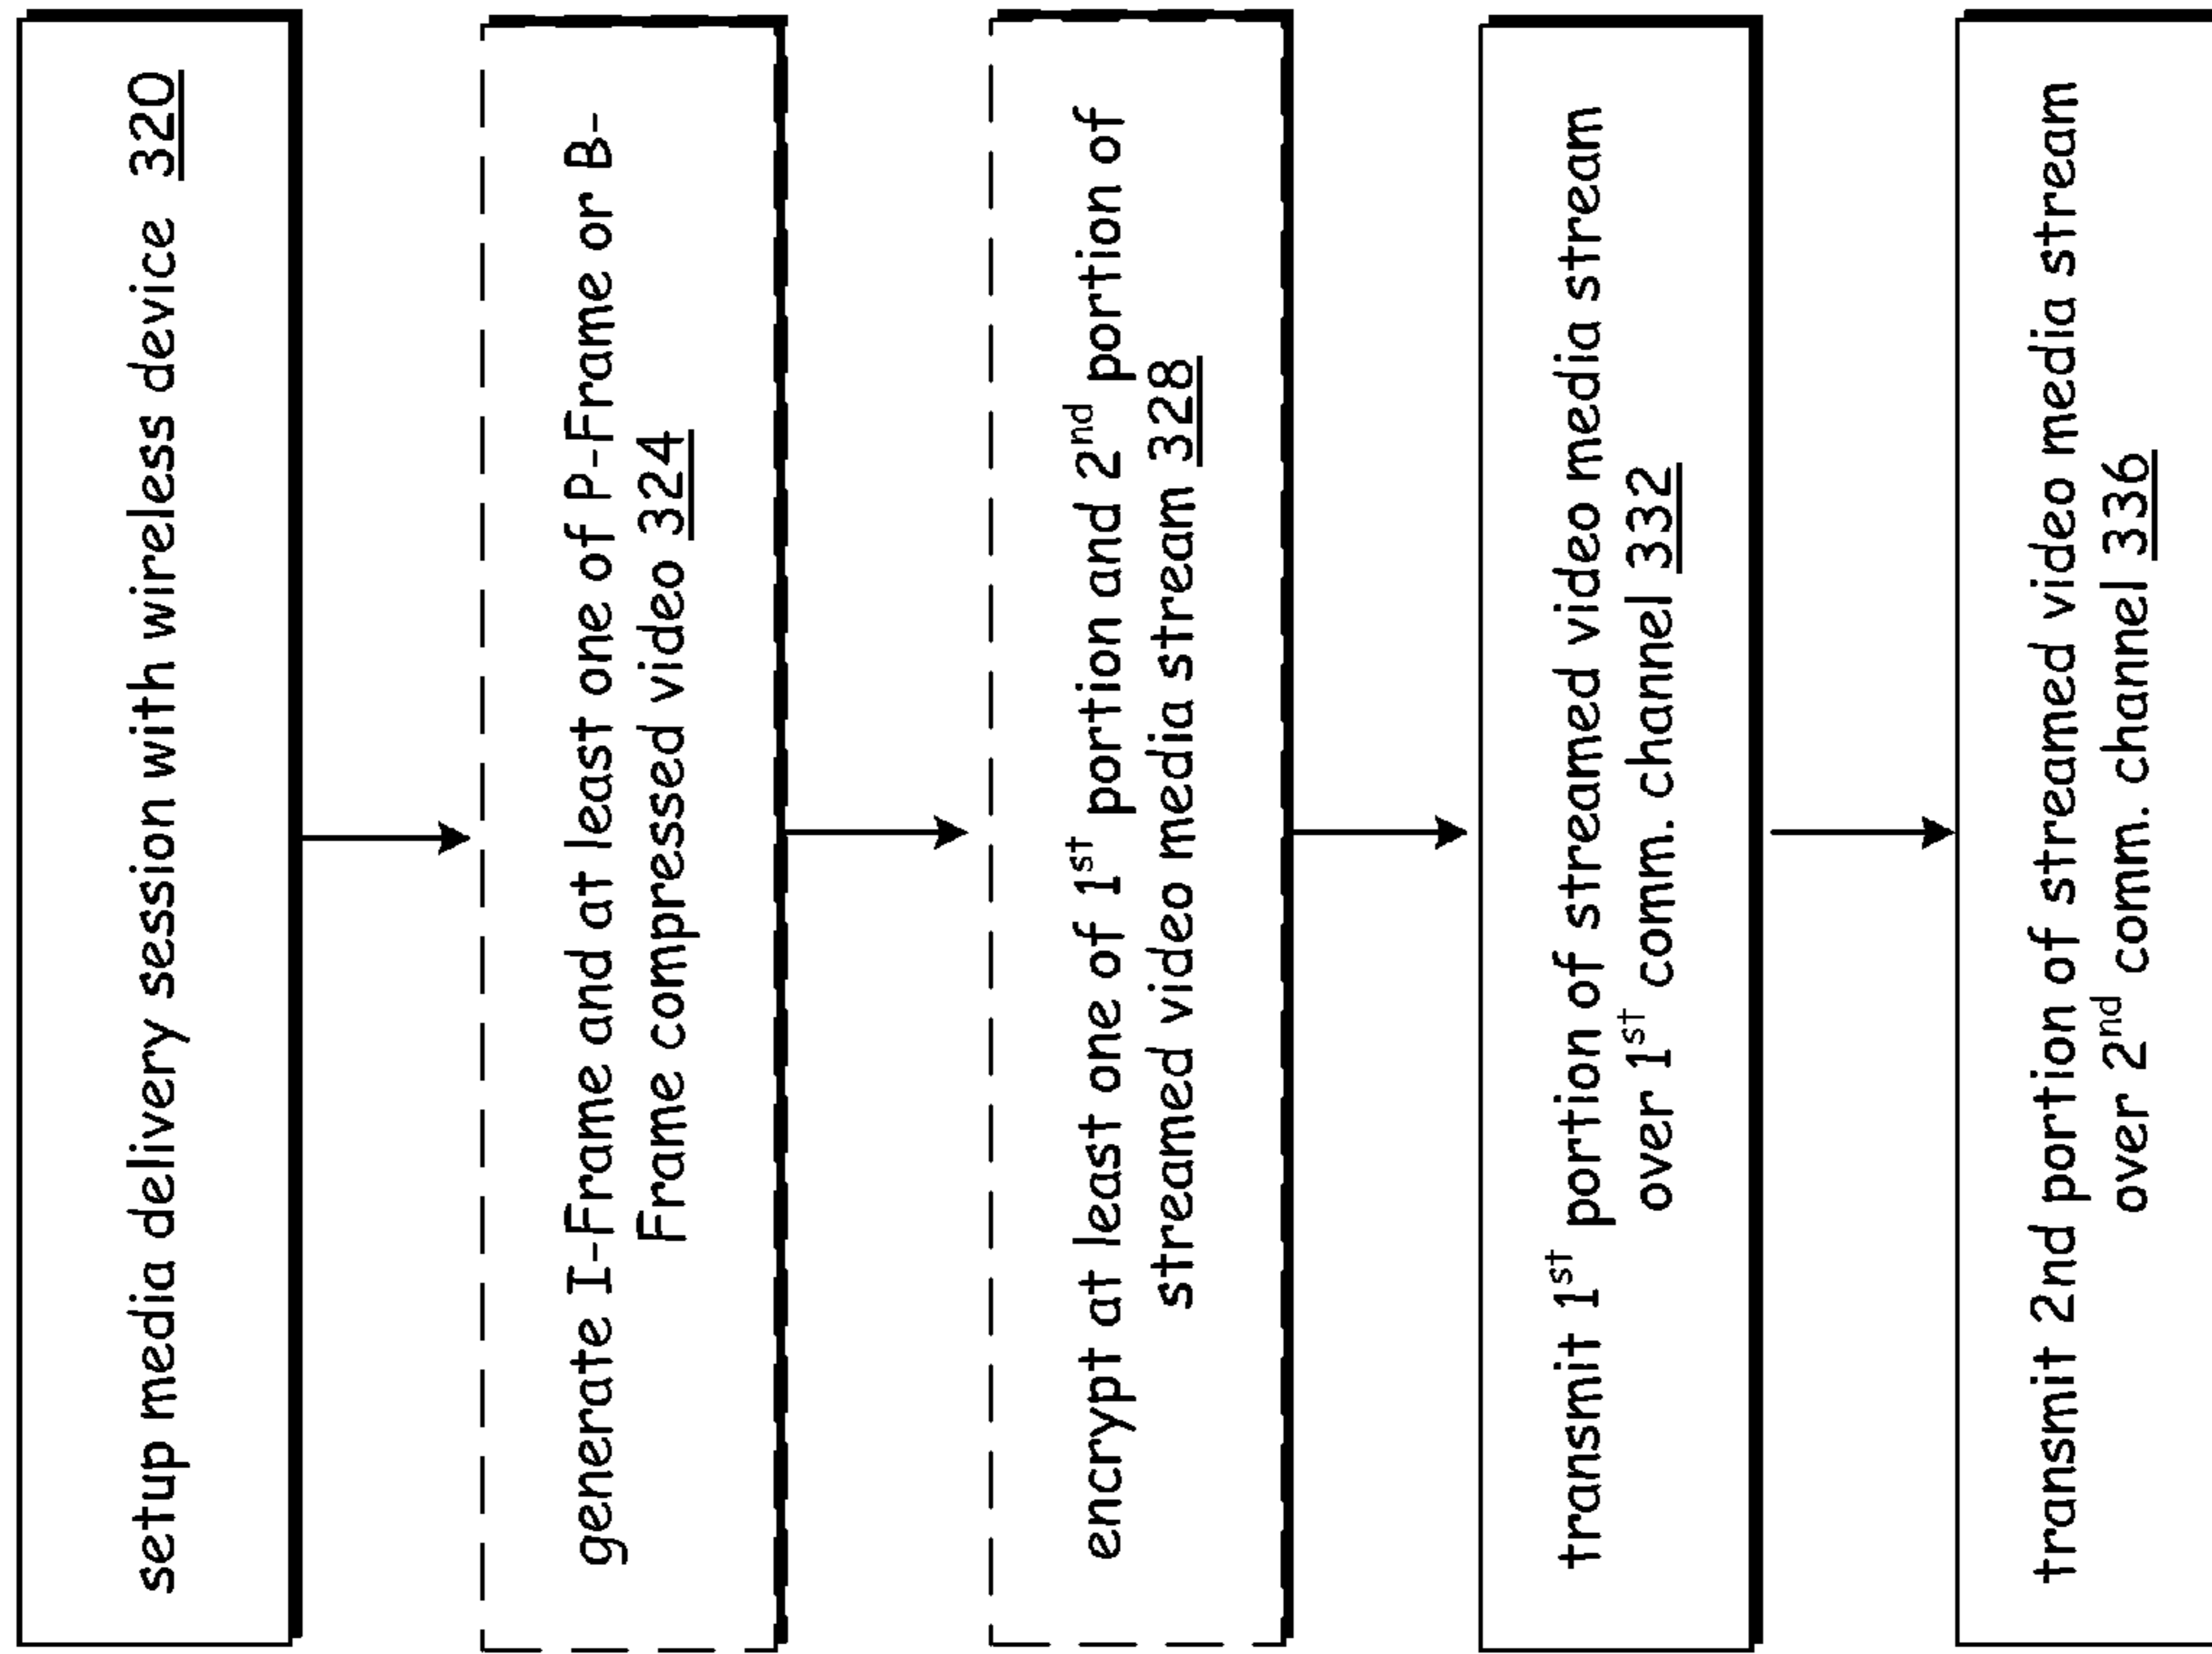 setup media delivery session with wireless device 320
generate I-Frame and at least one of P-Frame or B-
Frame compressed video 324
encrypt at least one of 1st portion and 2nd portion of
streamed video media stream 328
transmit 1st portion of streamed video media stream
over 1st comm. channel 332
transmit 2nd portion of streamed video media stream
over 2nd comm. channel 336